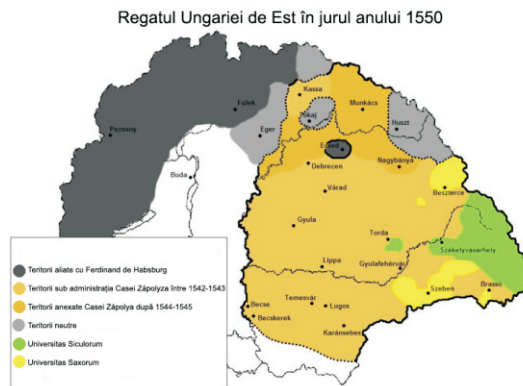 Regatul Ungariei de Est în jurul anului 1550
Kassa
Munkács
Fülek
Tokaj
Pozsony
Eger
Huszt
Ecsed
Debrecen
Nagybánya
Buda
Várad
Beszterce
Gyula
Torda
Székelyvásárhely
Lippa
Gyulafehérvár
Teritorii aliate cu Ferdinand de Habsburg
Teritorii sub administrația Casei Zápolyza între 1542-1543
Teritorii anexate Casei Zápolya după 1544-1545
Teritorii neutre
Universitas Siculorum
Universitas Saxorum
Szeben
Brassó
Becse
Temesvár
Lugos
Becskerek
Karánsebes